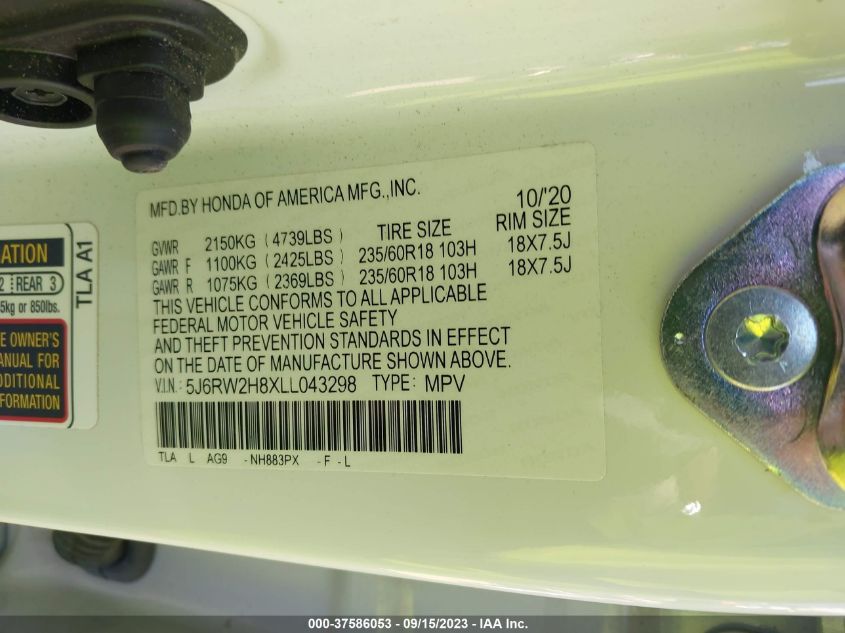 MFD.BY HONDA OF AMERICA MFG.,INC. 10/'20
GVWR 2150KG ( 4739LBS ) TIRE SIZE RIM SIZE
GAWR F 1100KG ( 2425LBS ) 235/60R18 103H 18X7.5J
GAWR R 1075KG ( 2369LBS ) 235/60R18 103H 18X7.5J
THIS VEHICLE CONFORMS TO ALL APPLICABLE
FEDERAL MOTOR VEHICLE SAFETY
AND THEFT PREVENTION STANDARDS IN EFFECT
ON THE DATE OF MANUFACTURE SHOWN ABOVE.
V.I.N.: 5J6RW2H8XLL043298 TYPE: MPV
TLA L AG9 -NH883PX -F -L
ATION
2 REAR 3
5kg or 850lbs.
E OWNER'S
ANUAL FOR
DDITIONAL
FORMATION
TLA A1
000-37586053 / 09/15/2023 - IAA Inc.